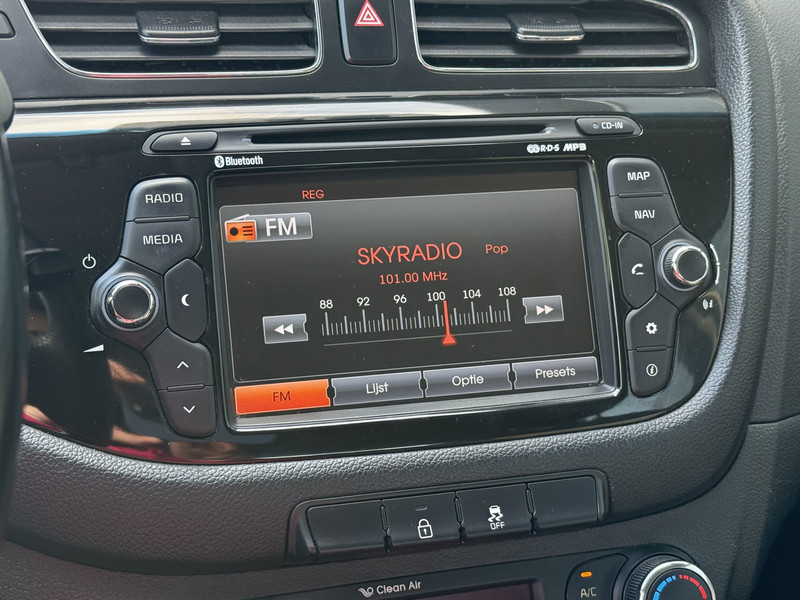 CD-IN
Bluetooth
R·D·S MP3
RADIO
MEDIA
MAP
NAV
REG
FM
SKYRADIO Pop
101.00 MHz
88 92 96 100 104 108
FM Lijst Optie Presets
OFF
Clean Air
A/C